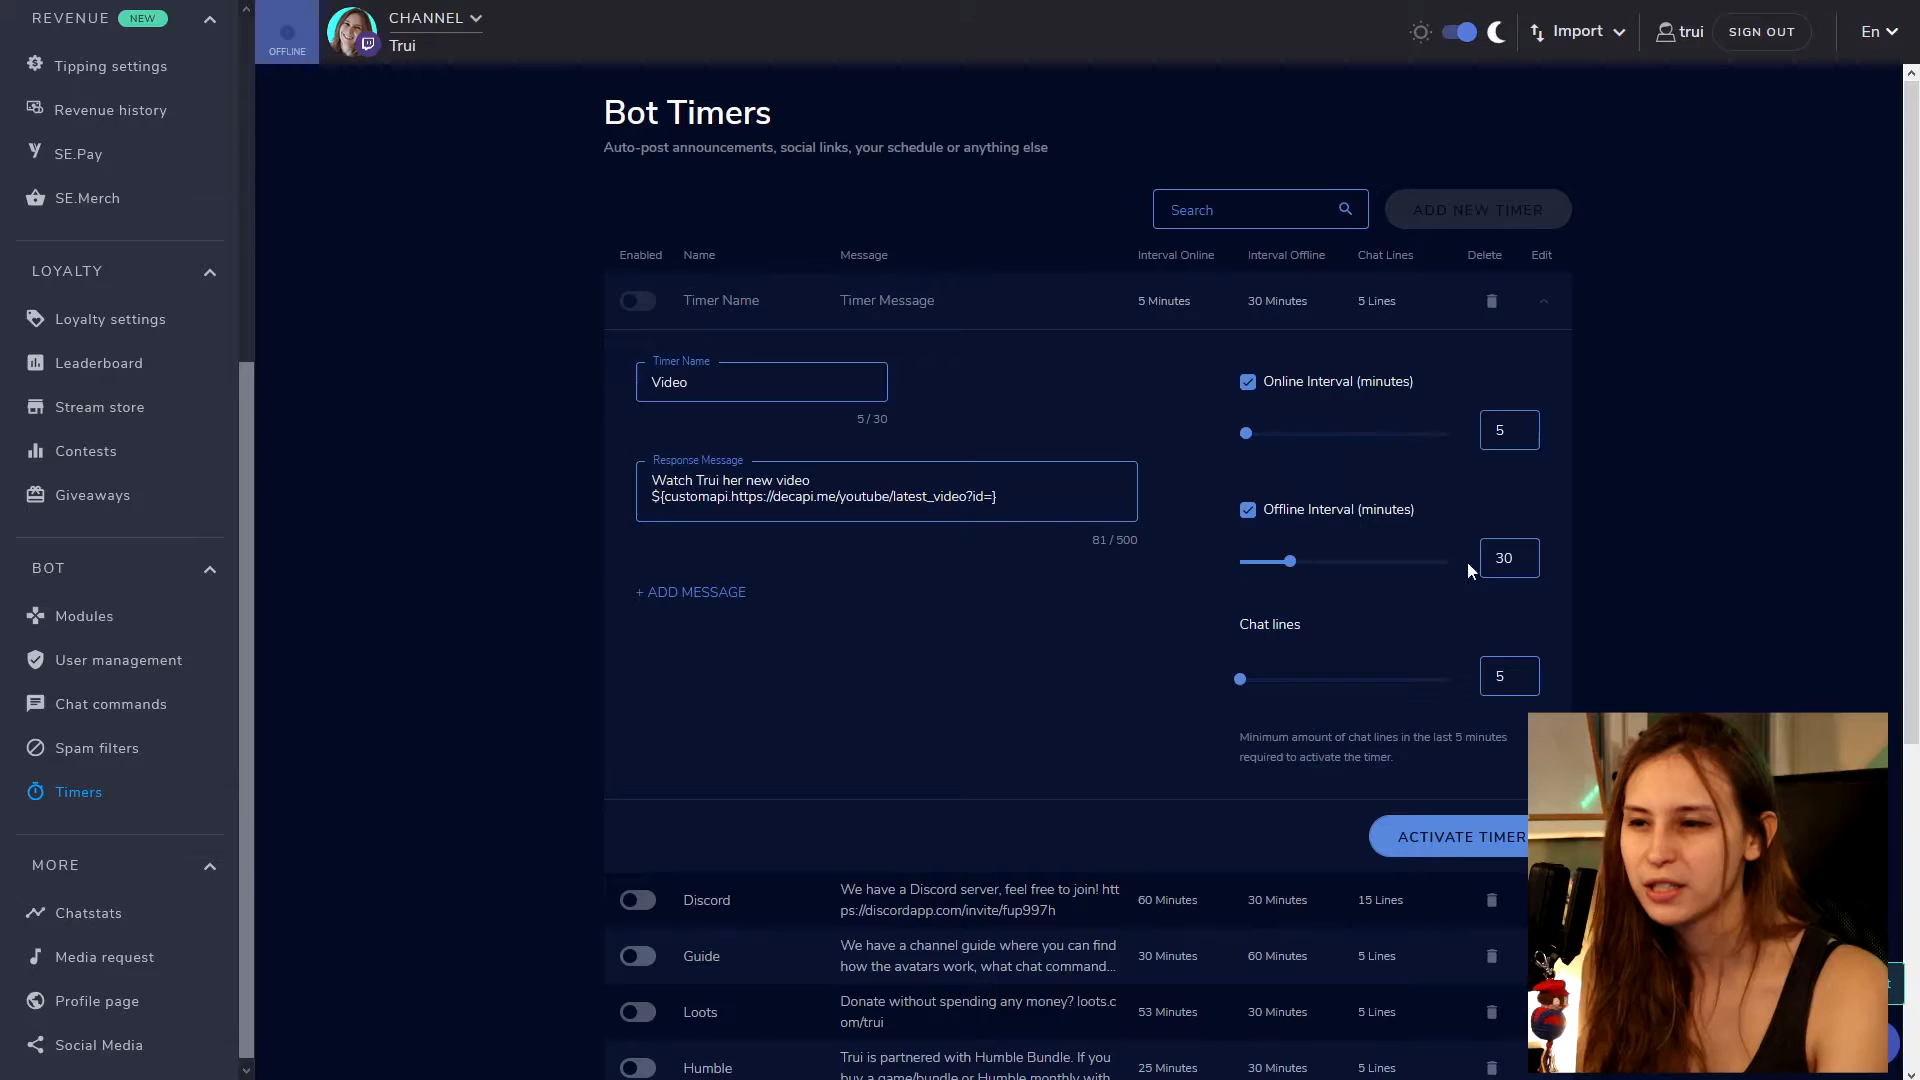 REVENUE NEW
Tipping settings
Revenue history
SE.Pay
SE.Merch
LOYALTY
Loyalty settings
Leaderboard
Stream store
Contests
Giveaways
BOT
Modules
User management
Chat commands
Spam filters
Timers
MORE
Chatstats
Media request
Profile page
Social Media
OFFLINE
CHANNEL
Trui
Import
trui
SIGN OUT
En
Bot Timers
Auto-post announcements, social links, your schedule or anything else
Search
ADD NEW TIMER
Enabled Name Message Interval Online Interval Offline Chat Lines Delete Edit
Timer Name Timer Message 5 Minutes 30 Minutes 5 Lines
Timer Name
Video
5 / 30
Response Message
Watch Trui her new video
${customapi.https://decapi.me/youtube/latest_video?id=}
81 / 500
+ ADD MESSAGE
Online Interval (minutes)
5
Offline Interval (minutes)
30
Chat lines
5
Minimum amount of chat lines in the last 5 minutes
required to activate the timer.
ACTIVATE TIMER
Discord We have a Discord server, feel free to join! htt 60 Minutes 30 Minutes 15 Lines
ps://discordapp.com/invite/fup997h
Guide We have a channel guide where you can find 30 Minutes 60 Minutes 5 Lines
how the avatars work, what chat command...
Loots Donate without spending any money? loots.c 53 Minutes 30 Minutes 5 Lines
om/trui
Humble Trui is partnered with Humble Bundle. If you 25 Minutes 30 Minutes 5 Lines
buy a game/bundle or Humble monthly with